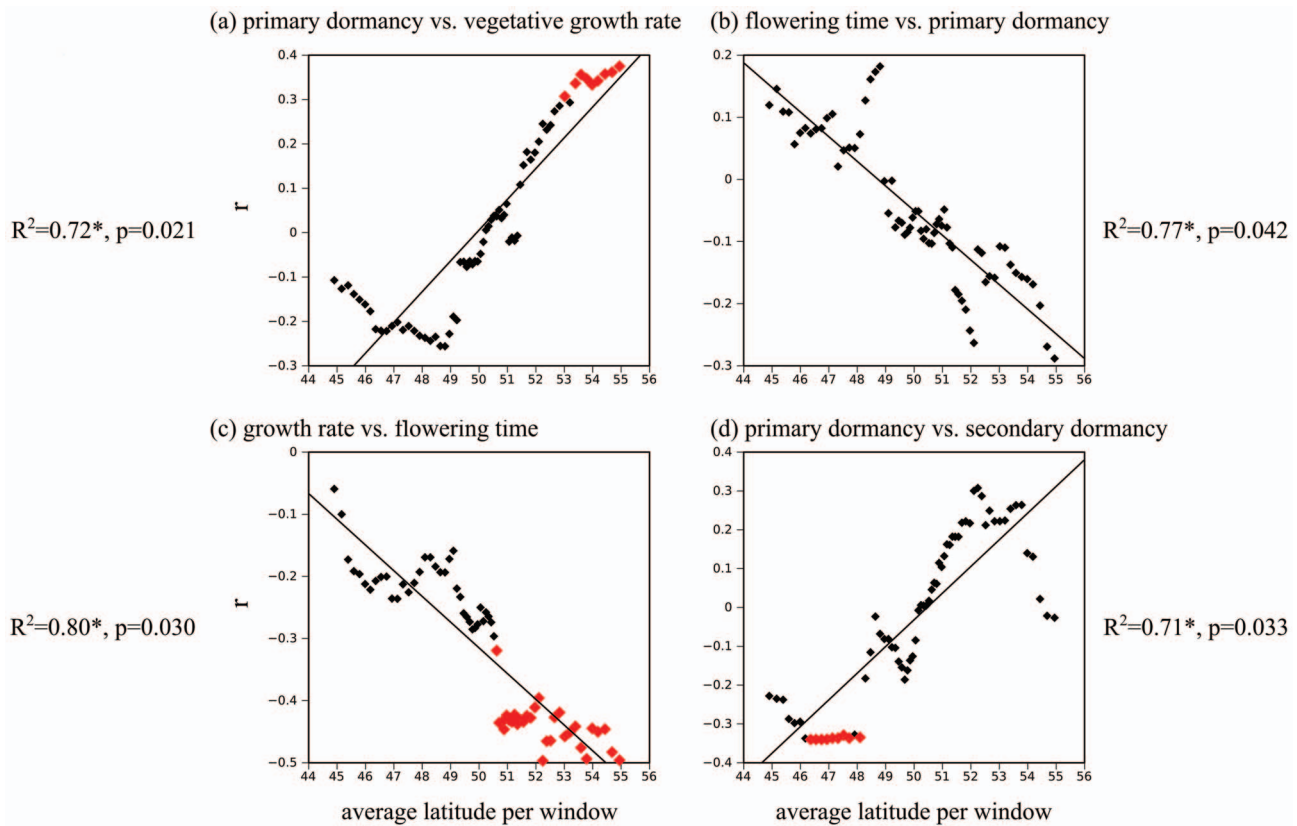 (a) primary dormancy vs. vegetative growth rate
0.4
0.3
0.2
0.1
0
−0.1
−0.2
−0.3
r
44 45 46 47 48 49 50 51 52 53 54 55 56
R²=0.72*, p=0.021
(b) flowering time vs. primary dormancy
0.2
0.1
0
−0.1
−0.2
−0.3
44 45 46 47 48 49 50 51 52 53 54 55 56
R²=0.77*, p=0.042
(c) growth rate vs. flowering time
0
−0.1
−0.2
−0.3
−0.4
−0.5
r
44 45 46 47 48 49 50 51 52 53 54 55 56
average latitude per window
R²=0.80*, p=0.030
(d) primary dormancy vs. secondary dormancy
0.4
0.3
0.2
0.1
0
−0.1
−0.2
−0.3
−0.4
44 45 46 47 48 49 50 51 52 53 54 55 56
average latitude per window
R²=0.71*, p=0.033